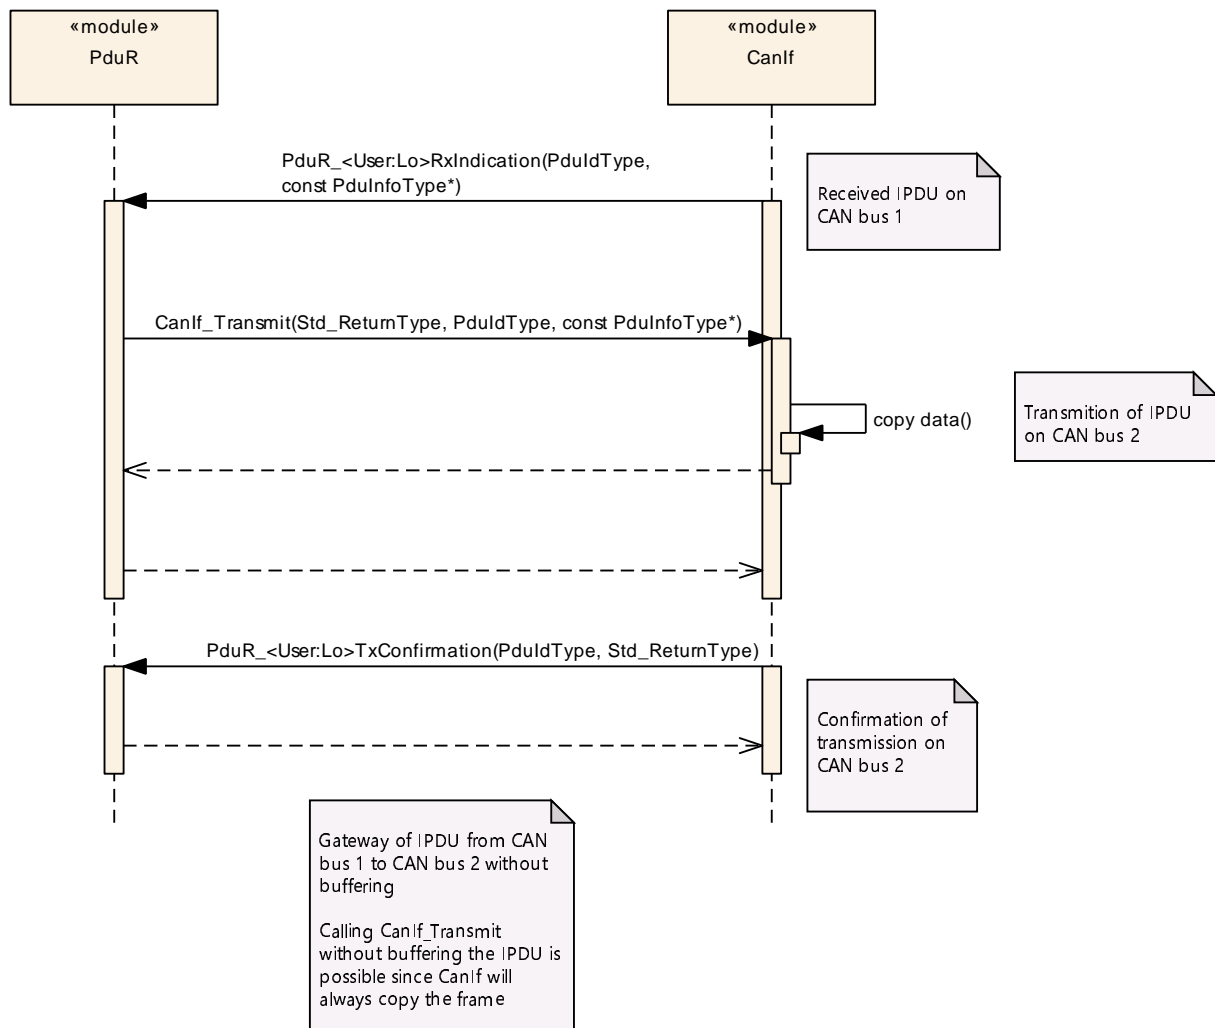 «module»
PduR
«module»
CanIf
PduR_<User:Lo>RxIndication(PduIdType,
const PduInfoType*)
Received IPDU on
CAN bus 1
CanIf_Transmit(Std_ReturnType, PduIdType, const PduInfoType*)
copy data()
Transmition of IPDU
on CAN bus 2
PduR_<User:Lo>TxConfirmation(PduIdType, Std_ReturnType)
Confirmation of
transmission on
CAN bus 2
Gateway of IPDU from CAN
bus 1 to CAN bus 2 without
buffering
Calling CanIf_Transmit
without buffering the IPDU is
possible since CanIf will
always copy the frame